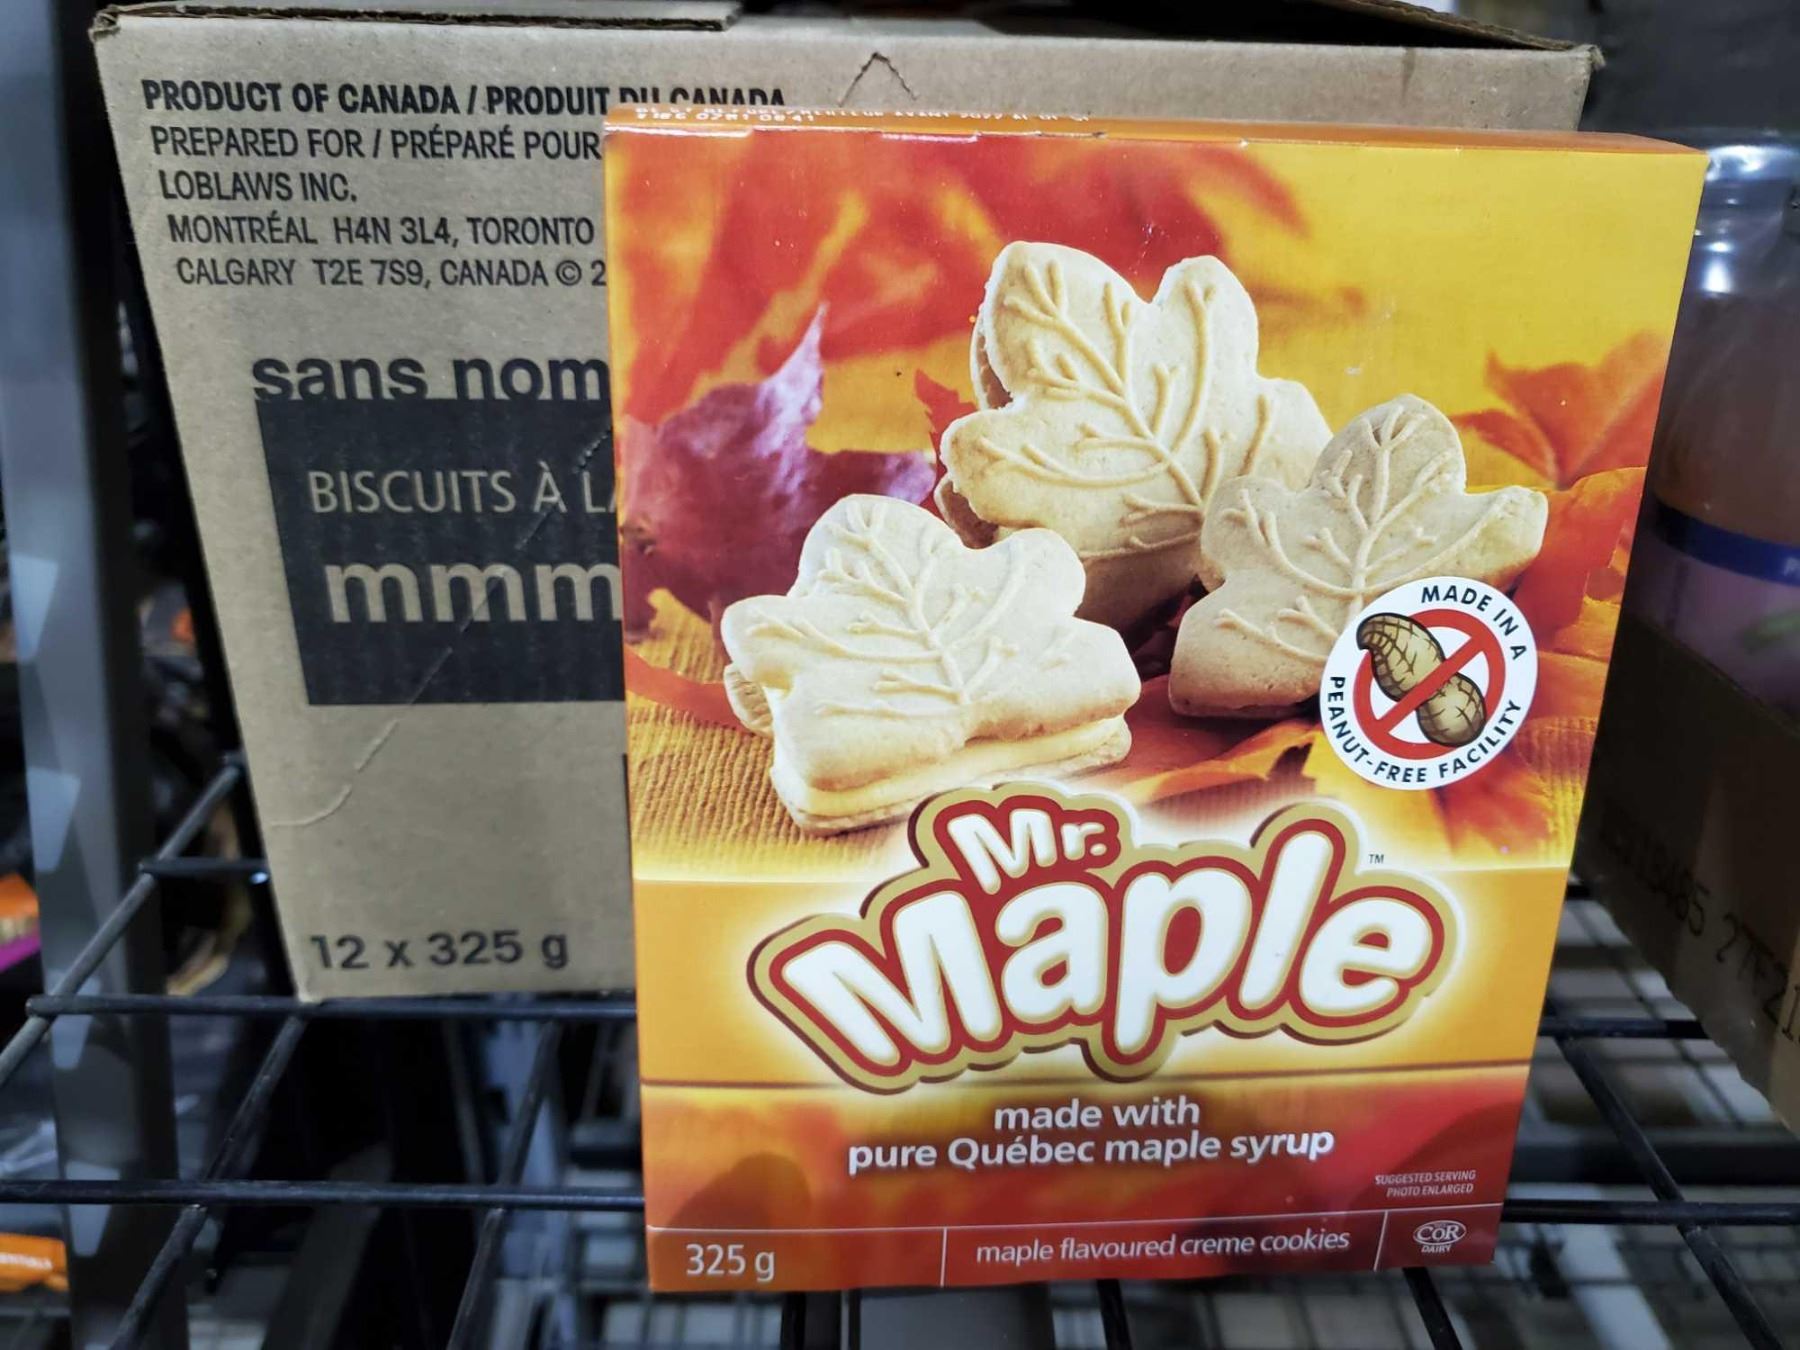 PRODUCT OF CANADA / PRODUIT DU CANADA
PREPARED FOR / PRÉPARÉ POUR
LOBLAWS INC.
MONTRÉAL H4N 3L4, TORONTO
CALGARY T2E 7S9, CANADA © 2
sans nom
BISCUITS À LA
mmm
12 x 325 g
MADE IN A
PEANUT-FREE FACILITY
Mr.
Maple
TM
made with
pure Québec maple syrup
SUGGESTED SERVING
PHOTO ENLARGED
325 g
maple flavoured creme cookies
COR
DAIRY